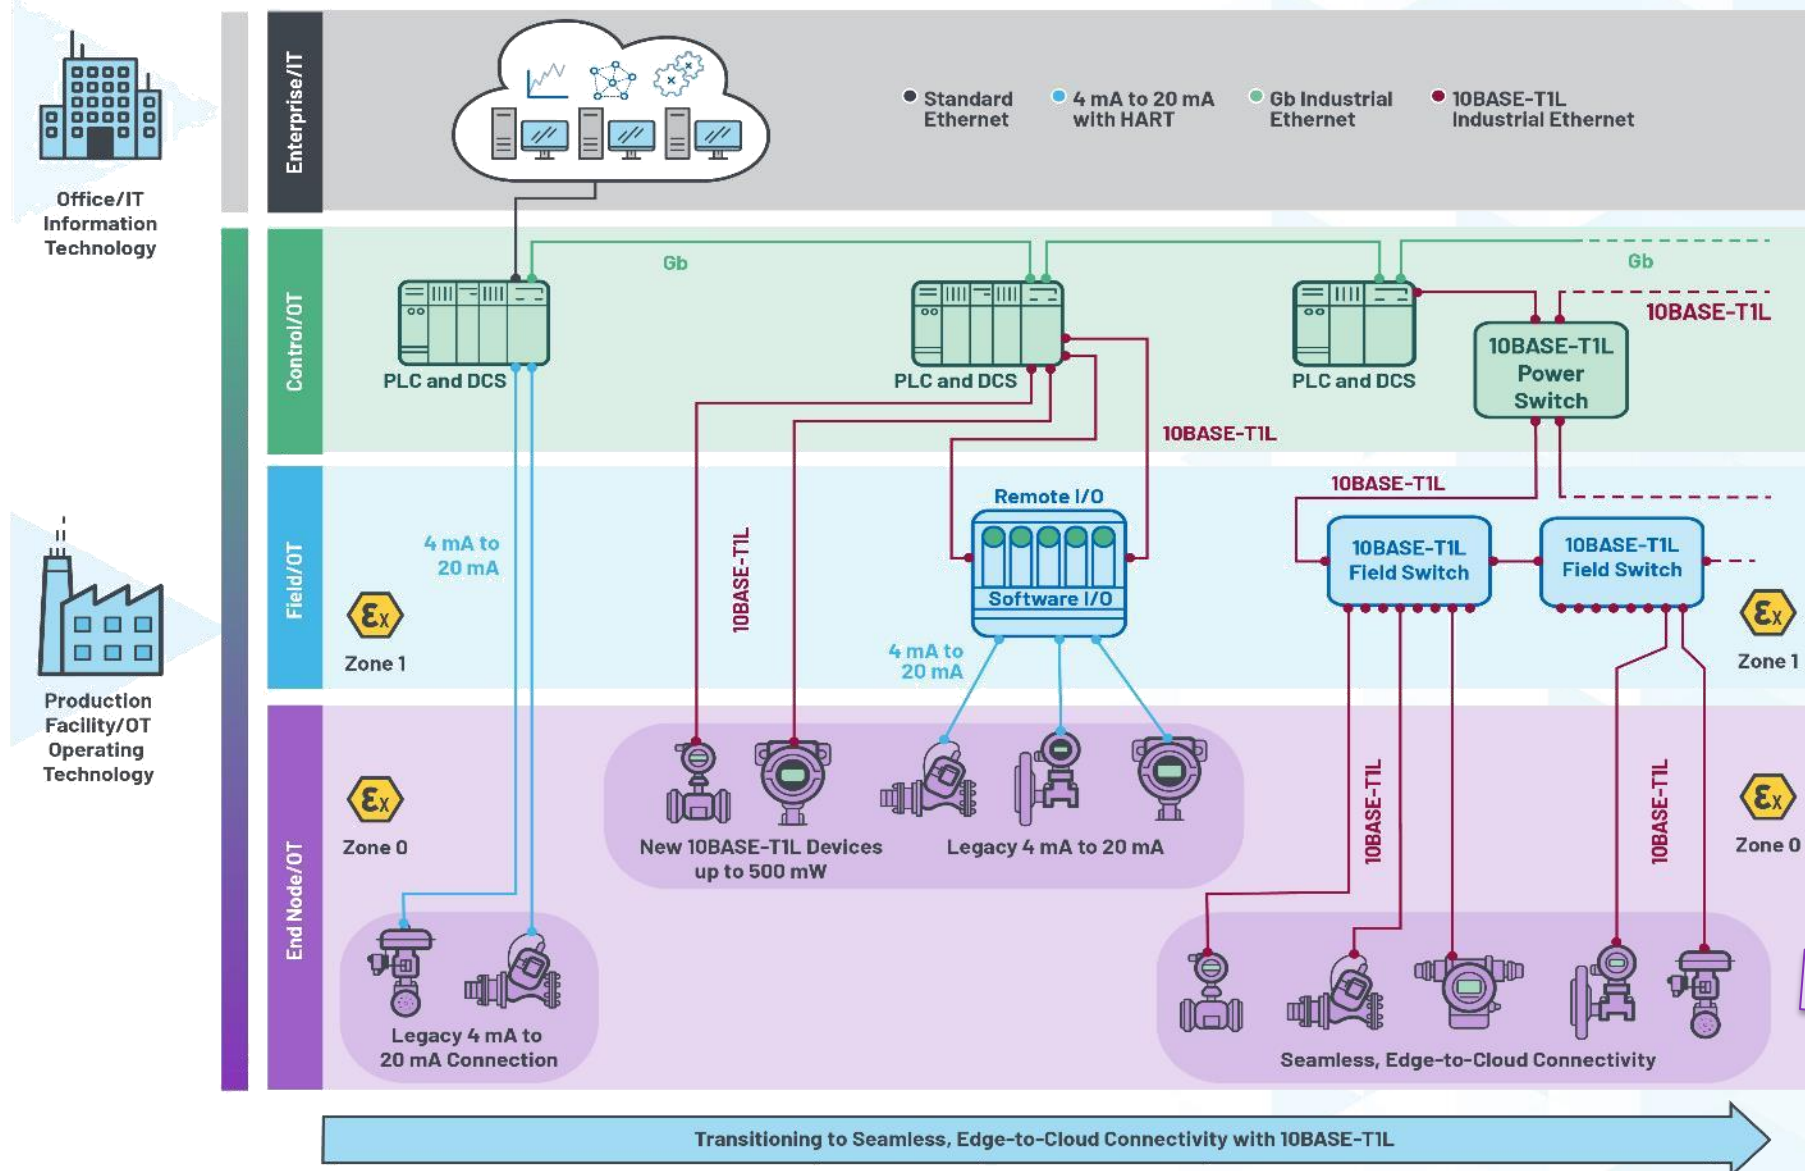 Office/IT
Information
Technology
Production
Facility/OT
Operating
Technology
Enterprise/IT
Standard
Ethernet
4 mA to 20 mA
with HART
Gb Industrial
Ethernet
10BASE-T1L
Industrial Ethernet
Control/OT
Gb
Gb
PLC and DCS
PLC and DCS
PLC and DCS
10BASE-T1L
10BASE-T1L
Power
Switch
10BASE-T1L
Field/OT
εx
Zone 1
4 mA to
20 mA
10BASE-T1L
Remote I/O
Software I/O
4 mA to
20 mA
10BASE-T1L
10BASE-T1L
Field Switch
10BASE-T1L
Field Switch
εx
Zone 1
End Node/OT
εx
Zone 0
New 10BASE-T1L Devices
up to 500 mW
Legacy 4 mA to 20 mA
10BASE-T1L
10BASE-T1L
εx
Zone 0
Legacy 4 mA to
20 mA Connection
Seamless, Edge-to-Cloud Connectivity
Transitioning to Seamless, Edge-to-Cloud Connectivity with 10BASE-T1L